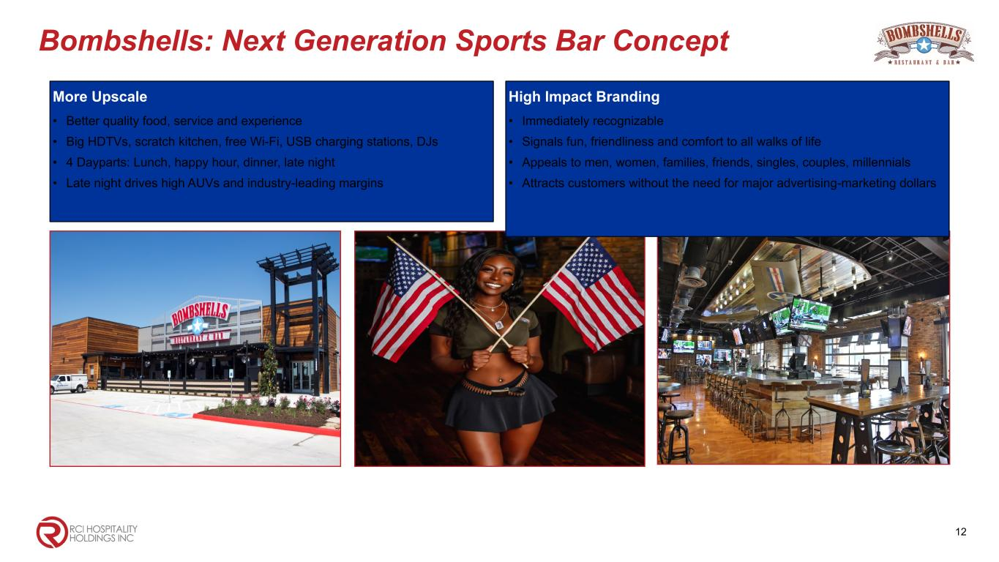 Bombshells: Next Generation Sports Bar Concept
BOMBSHELLS
RESTAURANT & BAR
More Upscale
• Better quality food, service and experience
• Big HDTVs, scratch kitchen, free Wi-Fi, USB charging stations, DJs
• 4 Dayparts: Lunch, happy hour, dinner, late night
• Late night drives high AUVs and industry-leading margins
High Impact Branding
• Immediately recognizable
• Signals fun, friendliness and comfort to all walks of life
• Appeals to men, women, families, friends, singles, couples, millennials
• Attracts customers without the need for major advertising-marketing dollars
BOMBSHELLS
RESTAURANT & BAR
RCI HOSPITALITY
HOLDINGS INC
12